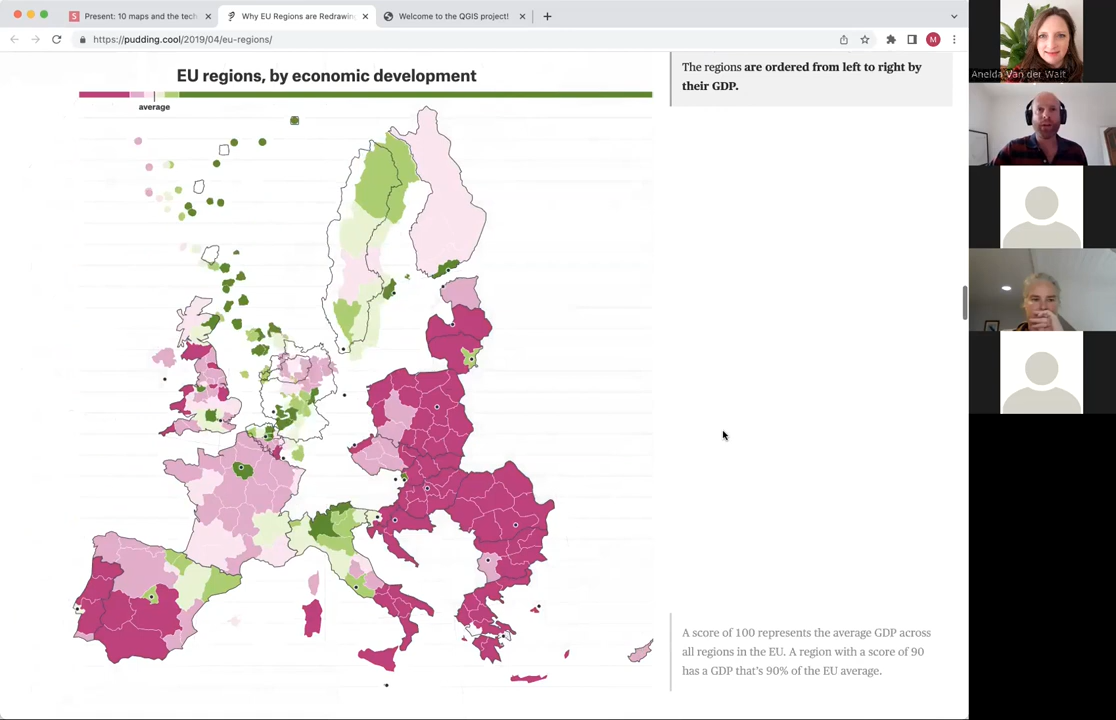 Present: 10 maps and the tech
Why EU Regions are Redrawin
Welcome to the QGIS project!
https://pudding.cool/2019/04/eu-regions/
M
EU regions, by economic development
average
The regions are ordered from left to right by
their GDP.
A score of 100 represents the average GDP across
all regions in the EU. A region with a score of 90
has a GDP that's 90% of the EU average.
Anelda Van der Walt